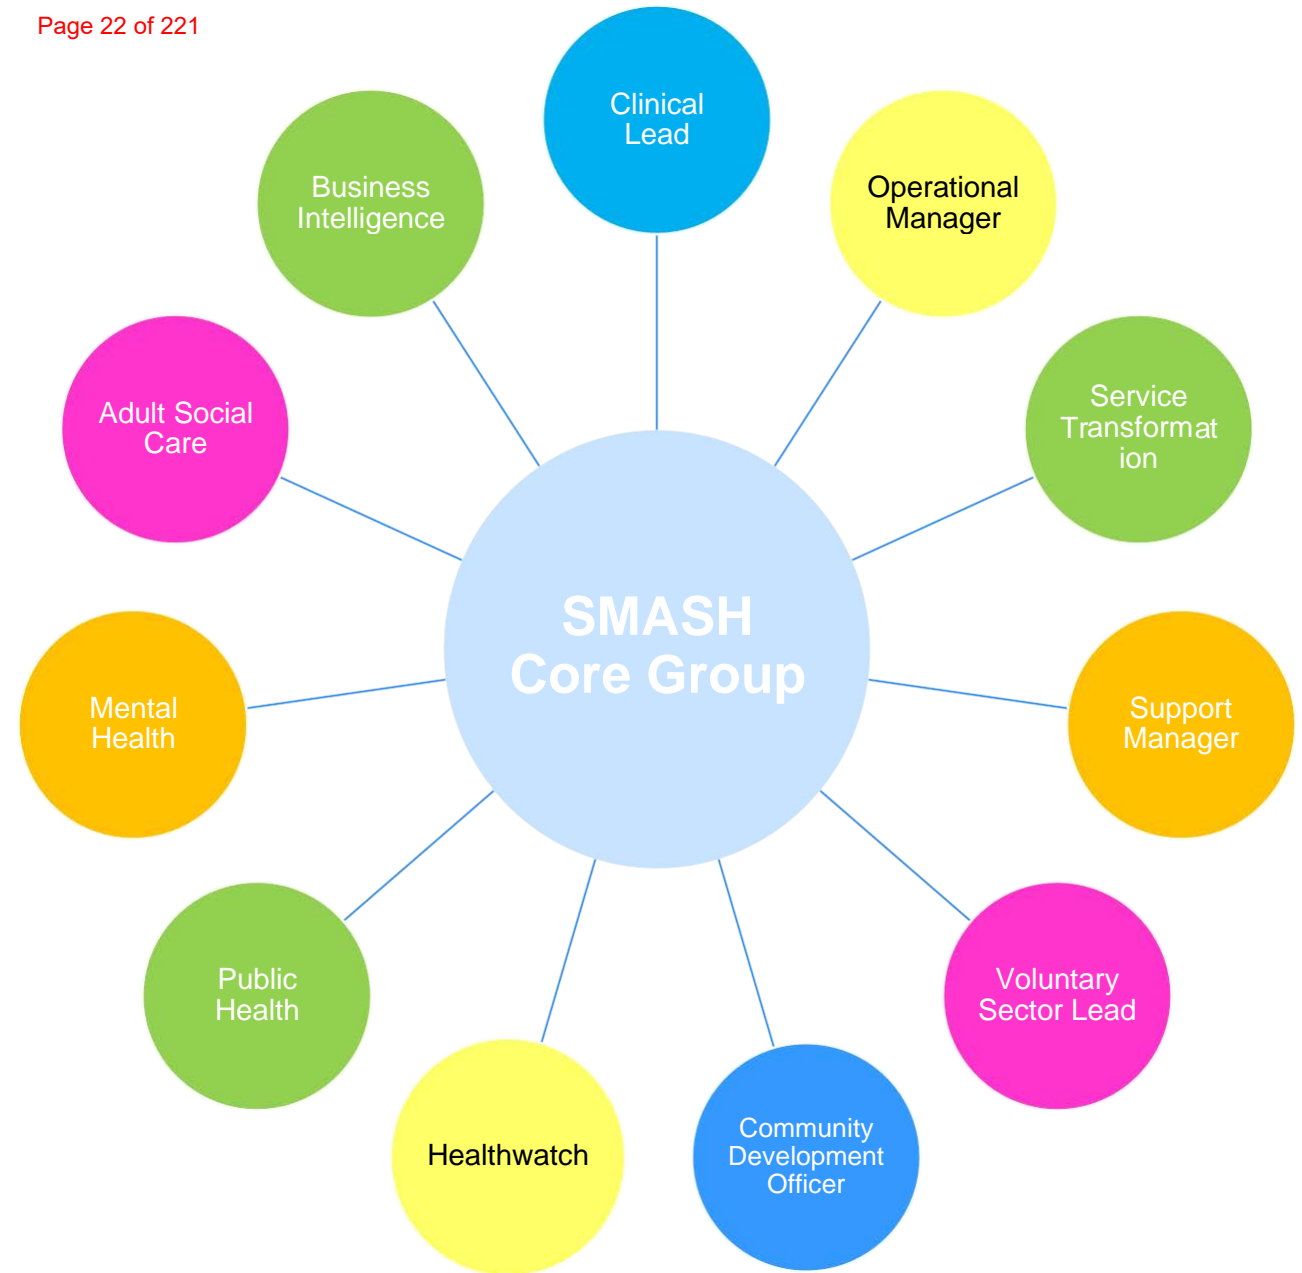 Page 22 of 221
Clinical
Lead
Operational
Manager
Service
Transformat
ion
Support
Manager
Voluntary
Sector Lead
Community
Development
Officer
Healthwatch
Public
Health
Mental
Health
Adult Social
Care
Business
Intelligence
SMASH
Core Group